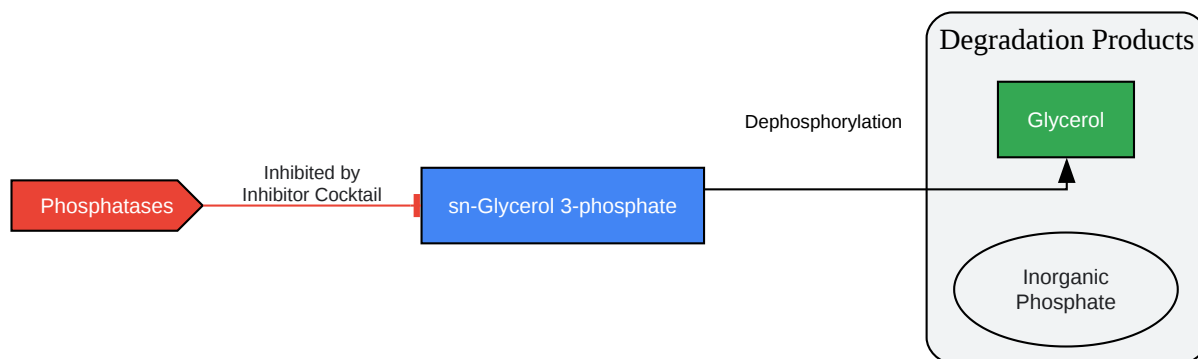 Degradation Products
Glycerol
Dephosphorylation
Inhibited by
Inhibitor Cocktail
Phosphatases
sn-Glycerol 3-phosphate
Inorganic
Phosphate